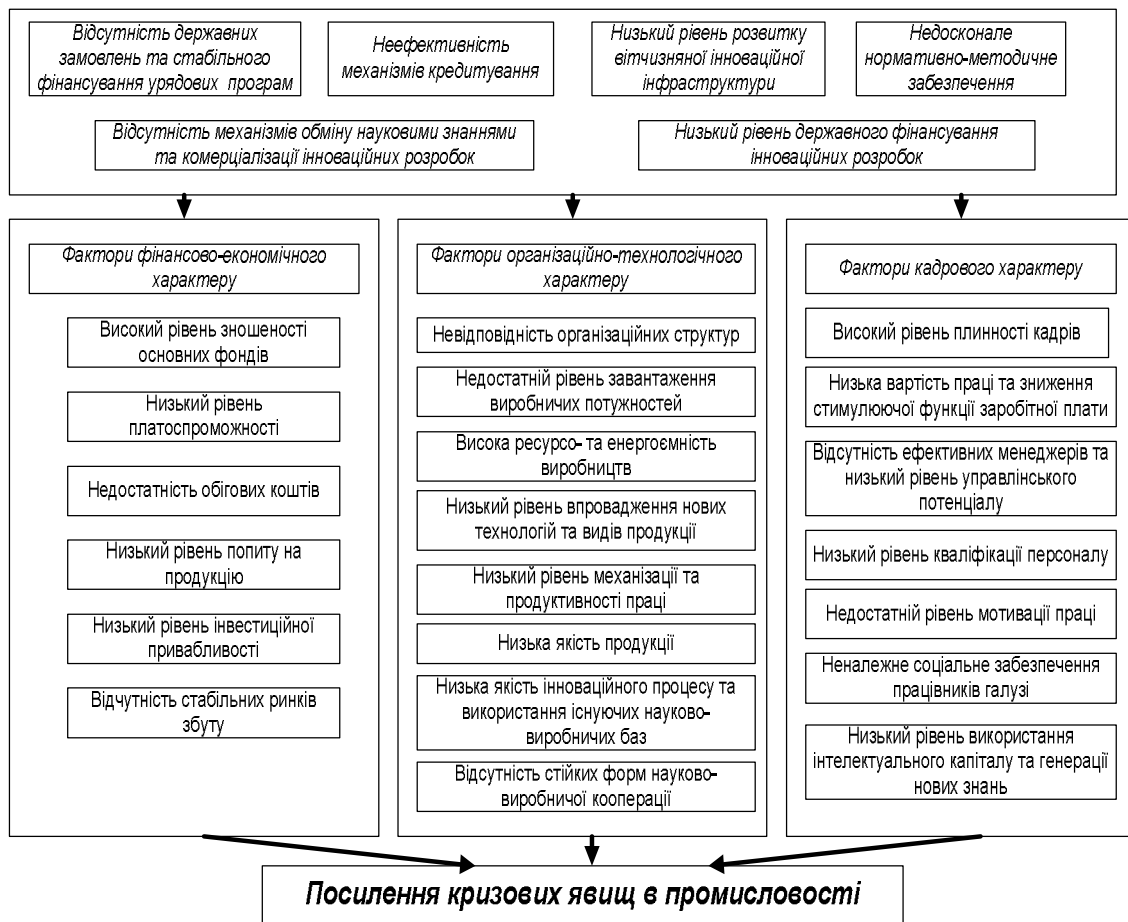 Відсутність державних
замовлень та стабільного
фінансування урядових програм
Неефективність
механізмів кредитування
Низький рівень розвитку
вітчизняної інноваційної
інфраструктури
Недосконале
нормативно-методичне
забезпечення
Відсутність механізмів обміну науковими знаннями
та комерціалізації інноваційних розробок
Низький рівень державного фінансування
інноваційних розробок
Фактори фінансово-економічного
характеру
Високий рівень зношеності
основних фондів
Низький рівень
платоспроможності
Недостатність обігових коштів
Низький рівень попиту на
продукцію
Низький рівень інвестиційної
привабливості
Відчутність стабільних ринків
збуту
Фактори організаційно-технологічного
характеру
Невідповідність організаційних структур
Недостатній рівень завантаження
виробничих потужностей
Висока ресурсо- та енергоємність
виробництв
Низький рівень впровадження нових
технологій та видів продукції
Низький рівень механізації та
продуктивності праці
Низька якість продукції
Низька якість інноваційного процесу та
використання існуючих науково-
виробничих баз
Відсутність стійких форм науково-
виробничої кооперації
Фактори кадрового характеру
Високий рівень плинності кадрів
Низька вартість праці та зниження
стимулюючої функції заробітної плати
Відсутність ефективних менеджерів та
низький рівень управлінського
потенціалу
Низький рівень кваліфікації персоналу
Недостатній рівень мотивації праці
Неналежне соціальне забезпечення
працівників галузі
Низький рівень використання
інтелектуального капіталу та генерації
нових знань
Посилення кризових явищ в промисловості